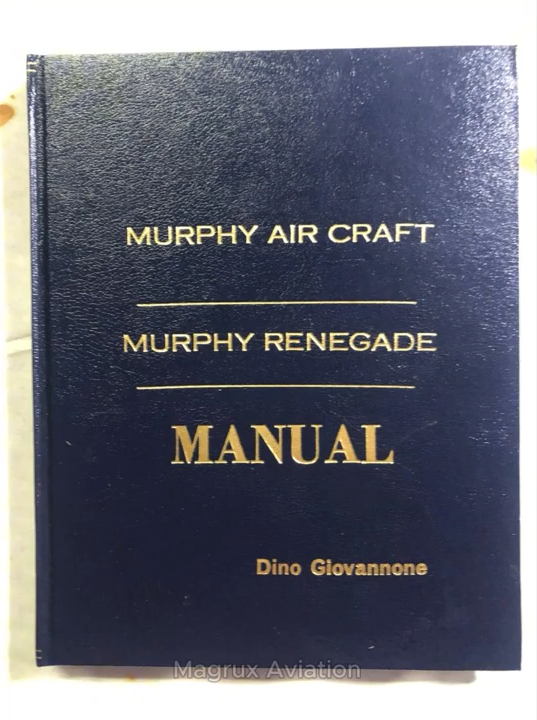 MURPHY AIR CRAFT
MURPHY RENEGADE
MANUAL
Dino Giovannone
Magrux Aviation